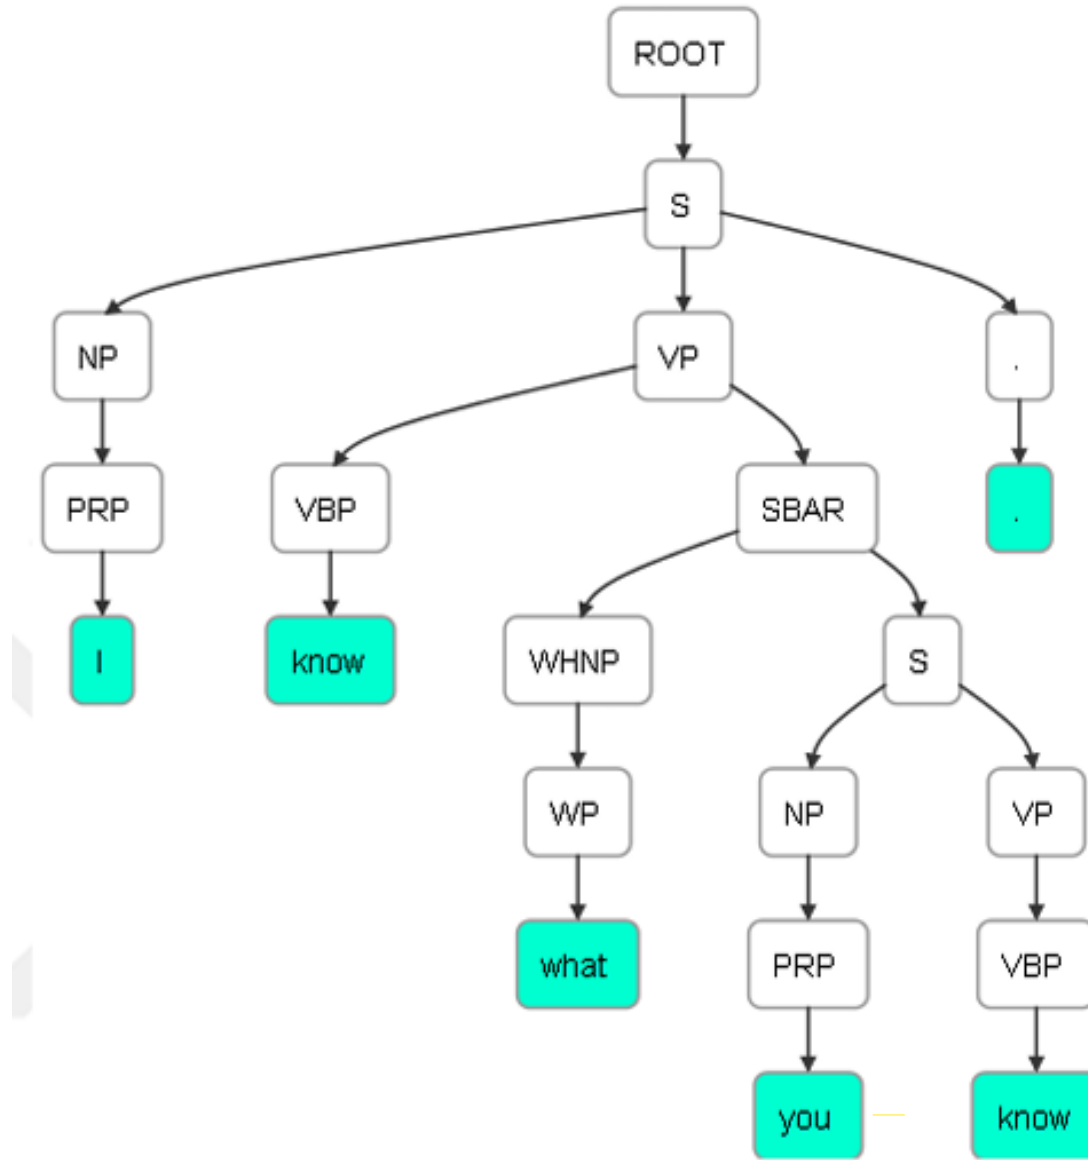 ROOT
S
NP VP .
PRP VBP SBAR .
I know WHNP S
WP NP VP
what PRP VBP
you know